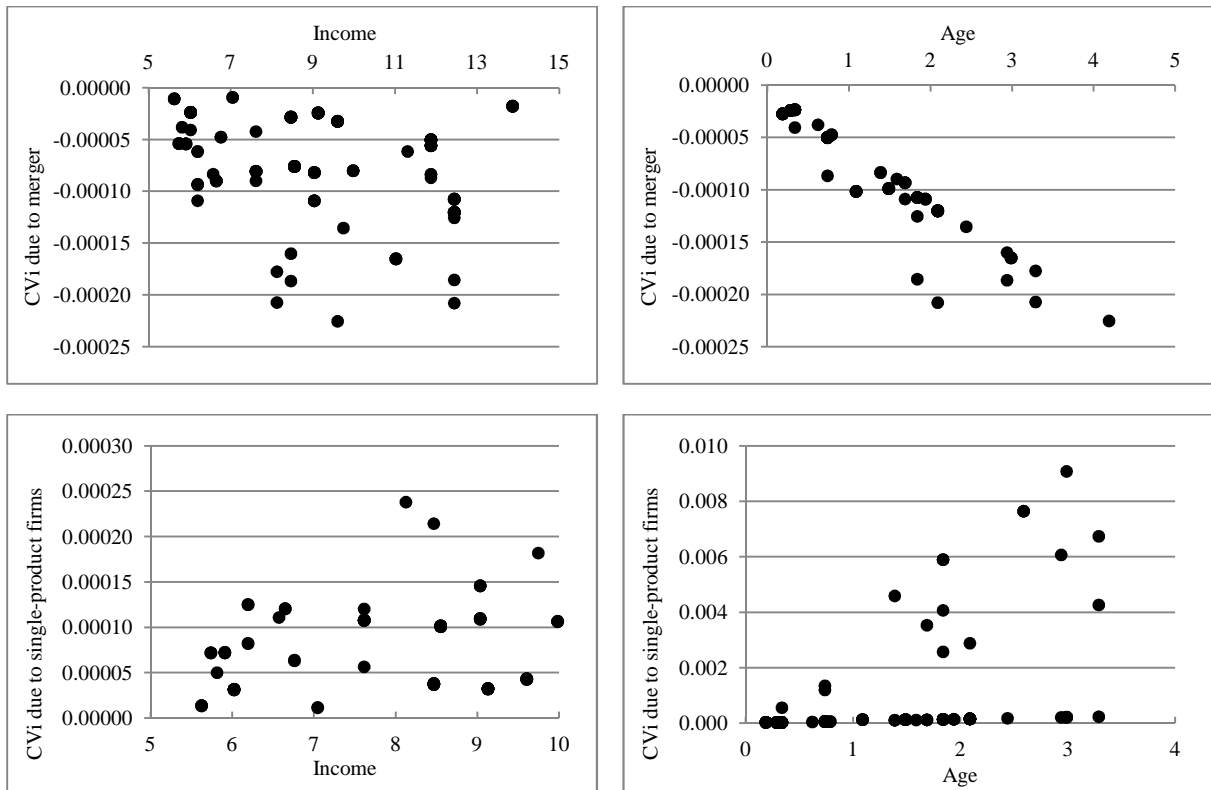 Income
5 7 9 11 13 15
0.00000
-0.00005
-0.00010
-0.00015
-0.00020
-0.00025
CVi due to merger
Age
0 1 2 3 4 5
0.00000
-0.00005
-0.00010
-0.00015
-0.00020
-0.00025
CVi due to merger
0.00030
0.00025
0.00020
0.00015
0.00010
0.00005
0.00000
CVi due to single-product firms
5 6 7 8 9 10
Income
0.010
0.008
0.006
0.004
0.002
0.000
CVi due to single-product firms
0 1 2 3 4
Age